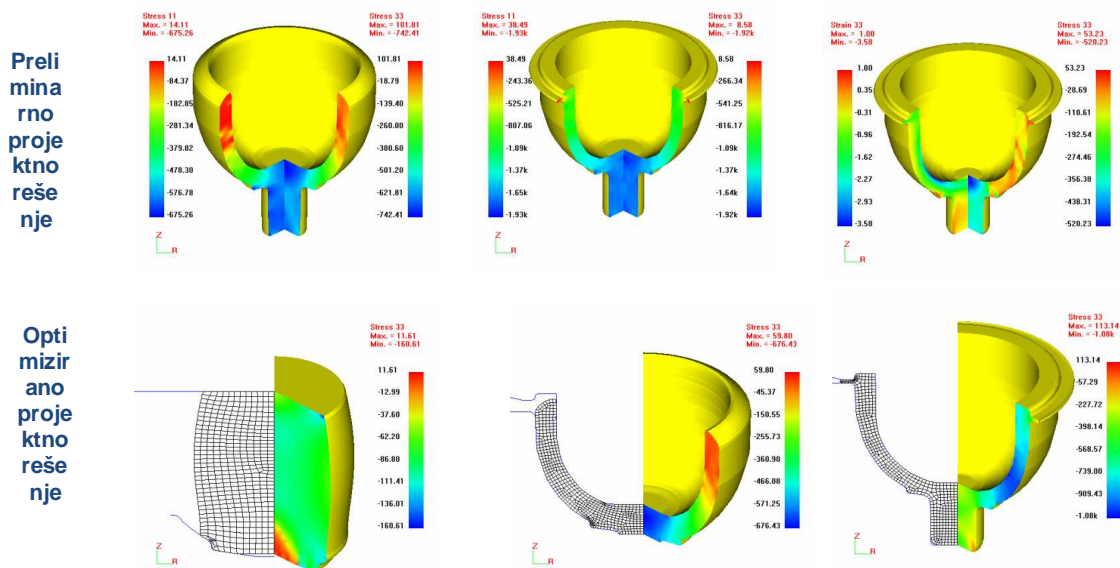 Preli
mina
rno
proje
ktno
reše
nje
Stress 11
Max. = 14.11
Min. = -675.26
14.11
-84.37
-182.85
-281.34
-379.82
-478.30
-576.78
-675.26
Stress 33
Max. = 101.81
Min. = -742.41
101.81
-18.79
-139.40
-260.00
-380.60
-501.20
-621.81
-742.41
Z
R
Stress 11
Max. = 38.49
Min. = -1.93k
38.49
-243.36
-525.21
-807.06
-1.09k
-1.37k
-1.65k
-1.93k
Stress 33
Max. = 8.58
Min. = -1.92k
8.58
-266.34
-541.25
-816.17
-1.09k
-1.37k
-1.64k
-1.92k
Z
R
Strain 33
Max. = 1.00
Min. = -3.58
1.00
0.35
-0.31
-0.96
-1.62
-2.27
-2.93
-3.58
Stress 33
Max. = 53.23
Min. = -520.23
53.23
-28.69
-110.61
-192.54
-274.46
-356.38
-438.31
-520.23
Z
R
Opti
mizir
ano
proje
ktno
reše
nje
Stress 33
Max. = 11.61
Min. = -160.61
11.61
-12.99
-37.60
-62.20
-86.80
-111.41
-136.01
-160.61
Z
R
Stress 33
Max. = 59.80
Min. = -676.43
59.80
-45.37
-150.55
-255.73
-360.90
-466.08
-571.25
-676.43
Z
R
Stress 33
Max. = 113.14
Min. = -1.08k
113.14
-57.29
-227.72
-398.14
-568.57
-739.00
-909.43
-1.08k
Z
R